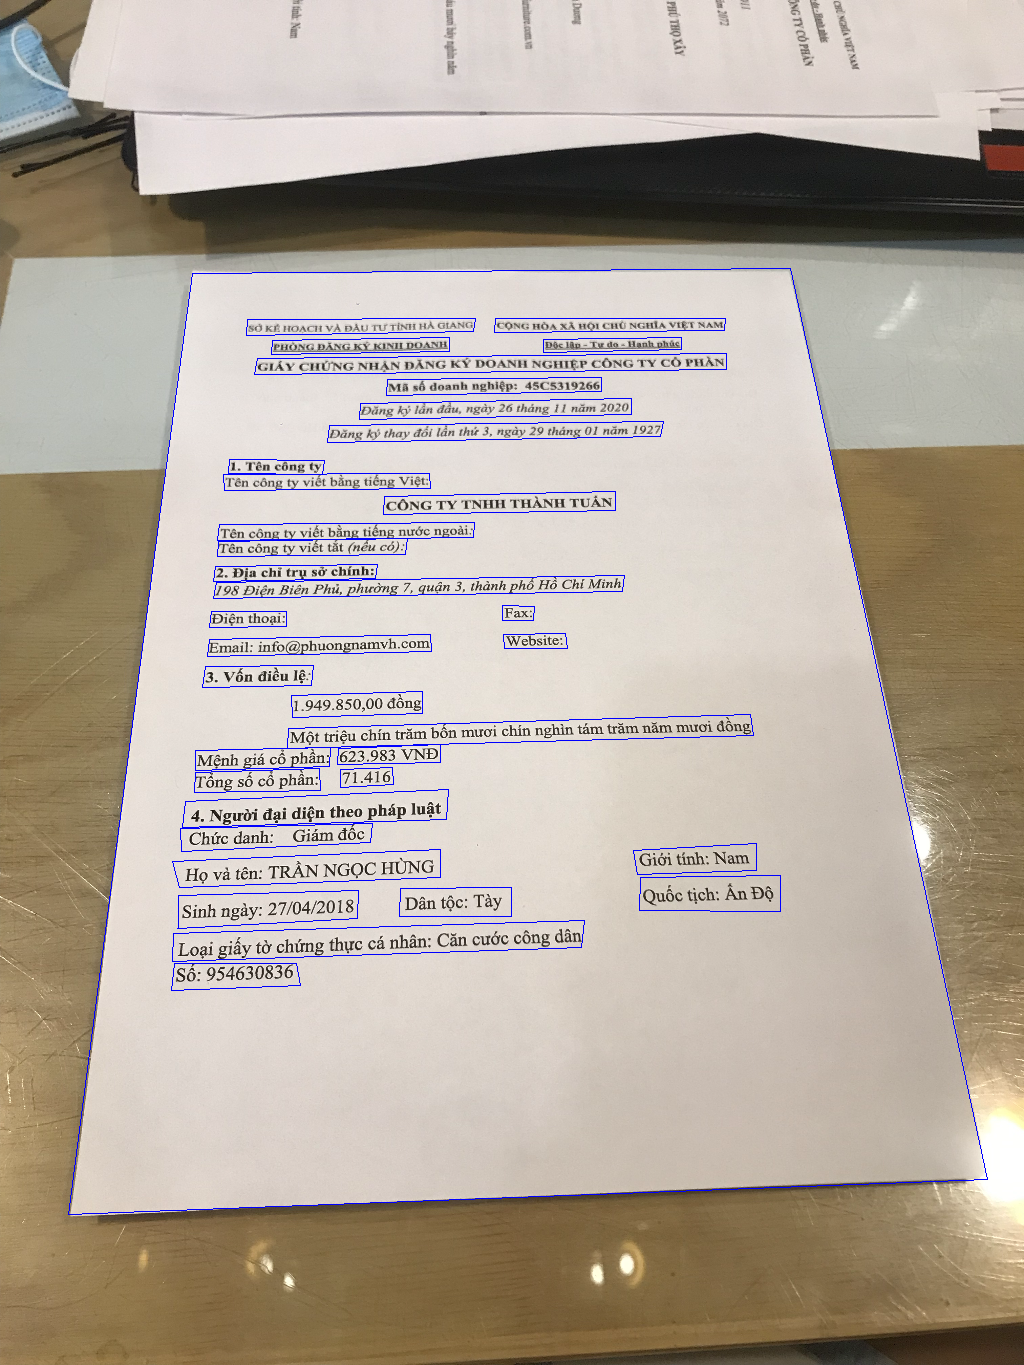 SỞ KẾ HOẠCH VÀ ĐẦU TƯ TỈNH HÀ GIANG
CỘNG HÒA XÃ HỘI CHỦ NGHĨA VIỆT NAM
PHÒNG ĐĂNG KÝ KINH DOANH
Độc lập - Tự do - Hạnh phúc
GIẤY CHỨNG NHẬN ĐĂNG KÝ DOANH NGHIỆP CÔNG TY CỔ PHẦN
Mã số doanh nghiệp: 45C5319266
Đăng ký lần đầu, ngày 26 tháng 11 năm 2020
Đăng ký thay đổi lần thứ 3, ngày 29 tháng 01 năm 1927
1. Tên công ty
Tên công ty viết bằng tiếng Việt:
CÔNG TY TNHH THÀNH TUẤN
Tên công ty viết bằng tiếng nước ngoài:
Tên công ty viết tắt (nếu có):
2. Địa chỉ trụ sở chính:
198 Điện Biên Phủ, phường 7, quận 3, thành phố Hồ Chí Minh
Điện thoại: Fax:
Email: info@phuongnamvh.com Website:
3. Vốn điều lệ:
1.949.850,00 đồng
Một triệu chín trăm bốn mươi chín nghìn tám trăm năm mươi đồng
Mệnh giá cổ phần: 623.983 VNĐ
Tổng số cổ phần: 71.416
4. Người đại diện theo pháp luật
Chức danh: Giám đốc
Họ và tên: TRẦN NGỌC HÙNG Giới tính: Nam
Sinh ngày: 27/04/2018 Dân tộc: Tày Quốc tịch: Ấn Độ
Loại giấy tờ chứng thực cá nhân: Căn cước công dân
Số: 954630836